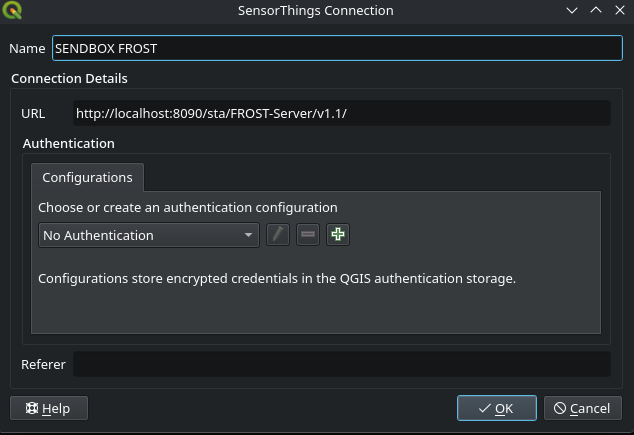 SensorThings Connection
Name SENDBOX FROST
Connection Details
URL http://localhost:8090/sta/FROST-Server/v1.1/
Authentication
Configurations
Choose or create an authentication configuration
No Authentication
Configurations store encrypted credentials in the QGIS authentication storage.
Referer
Help OK Cancel